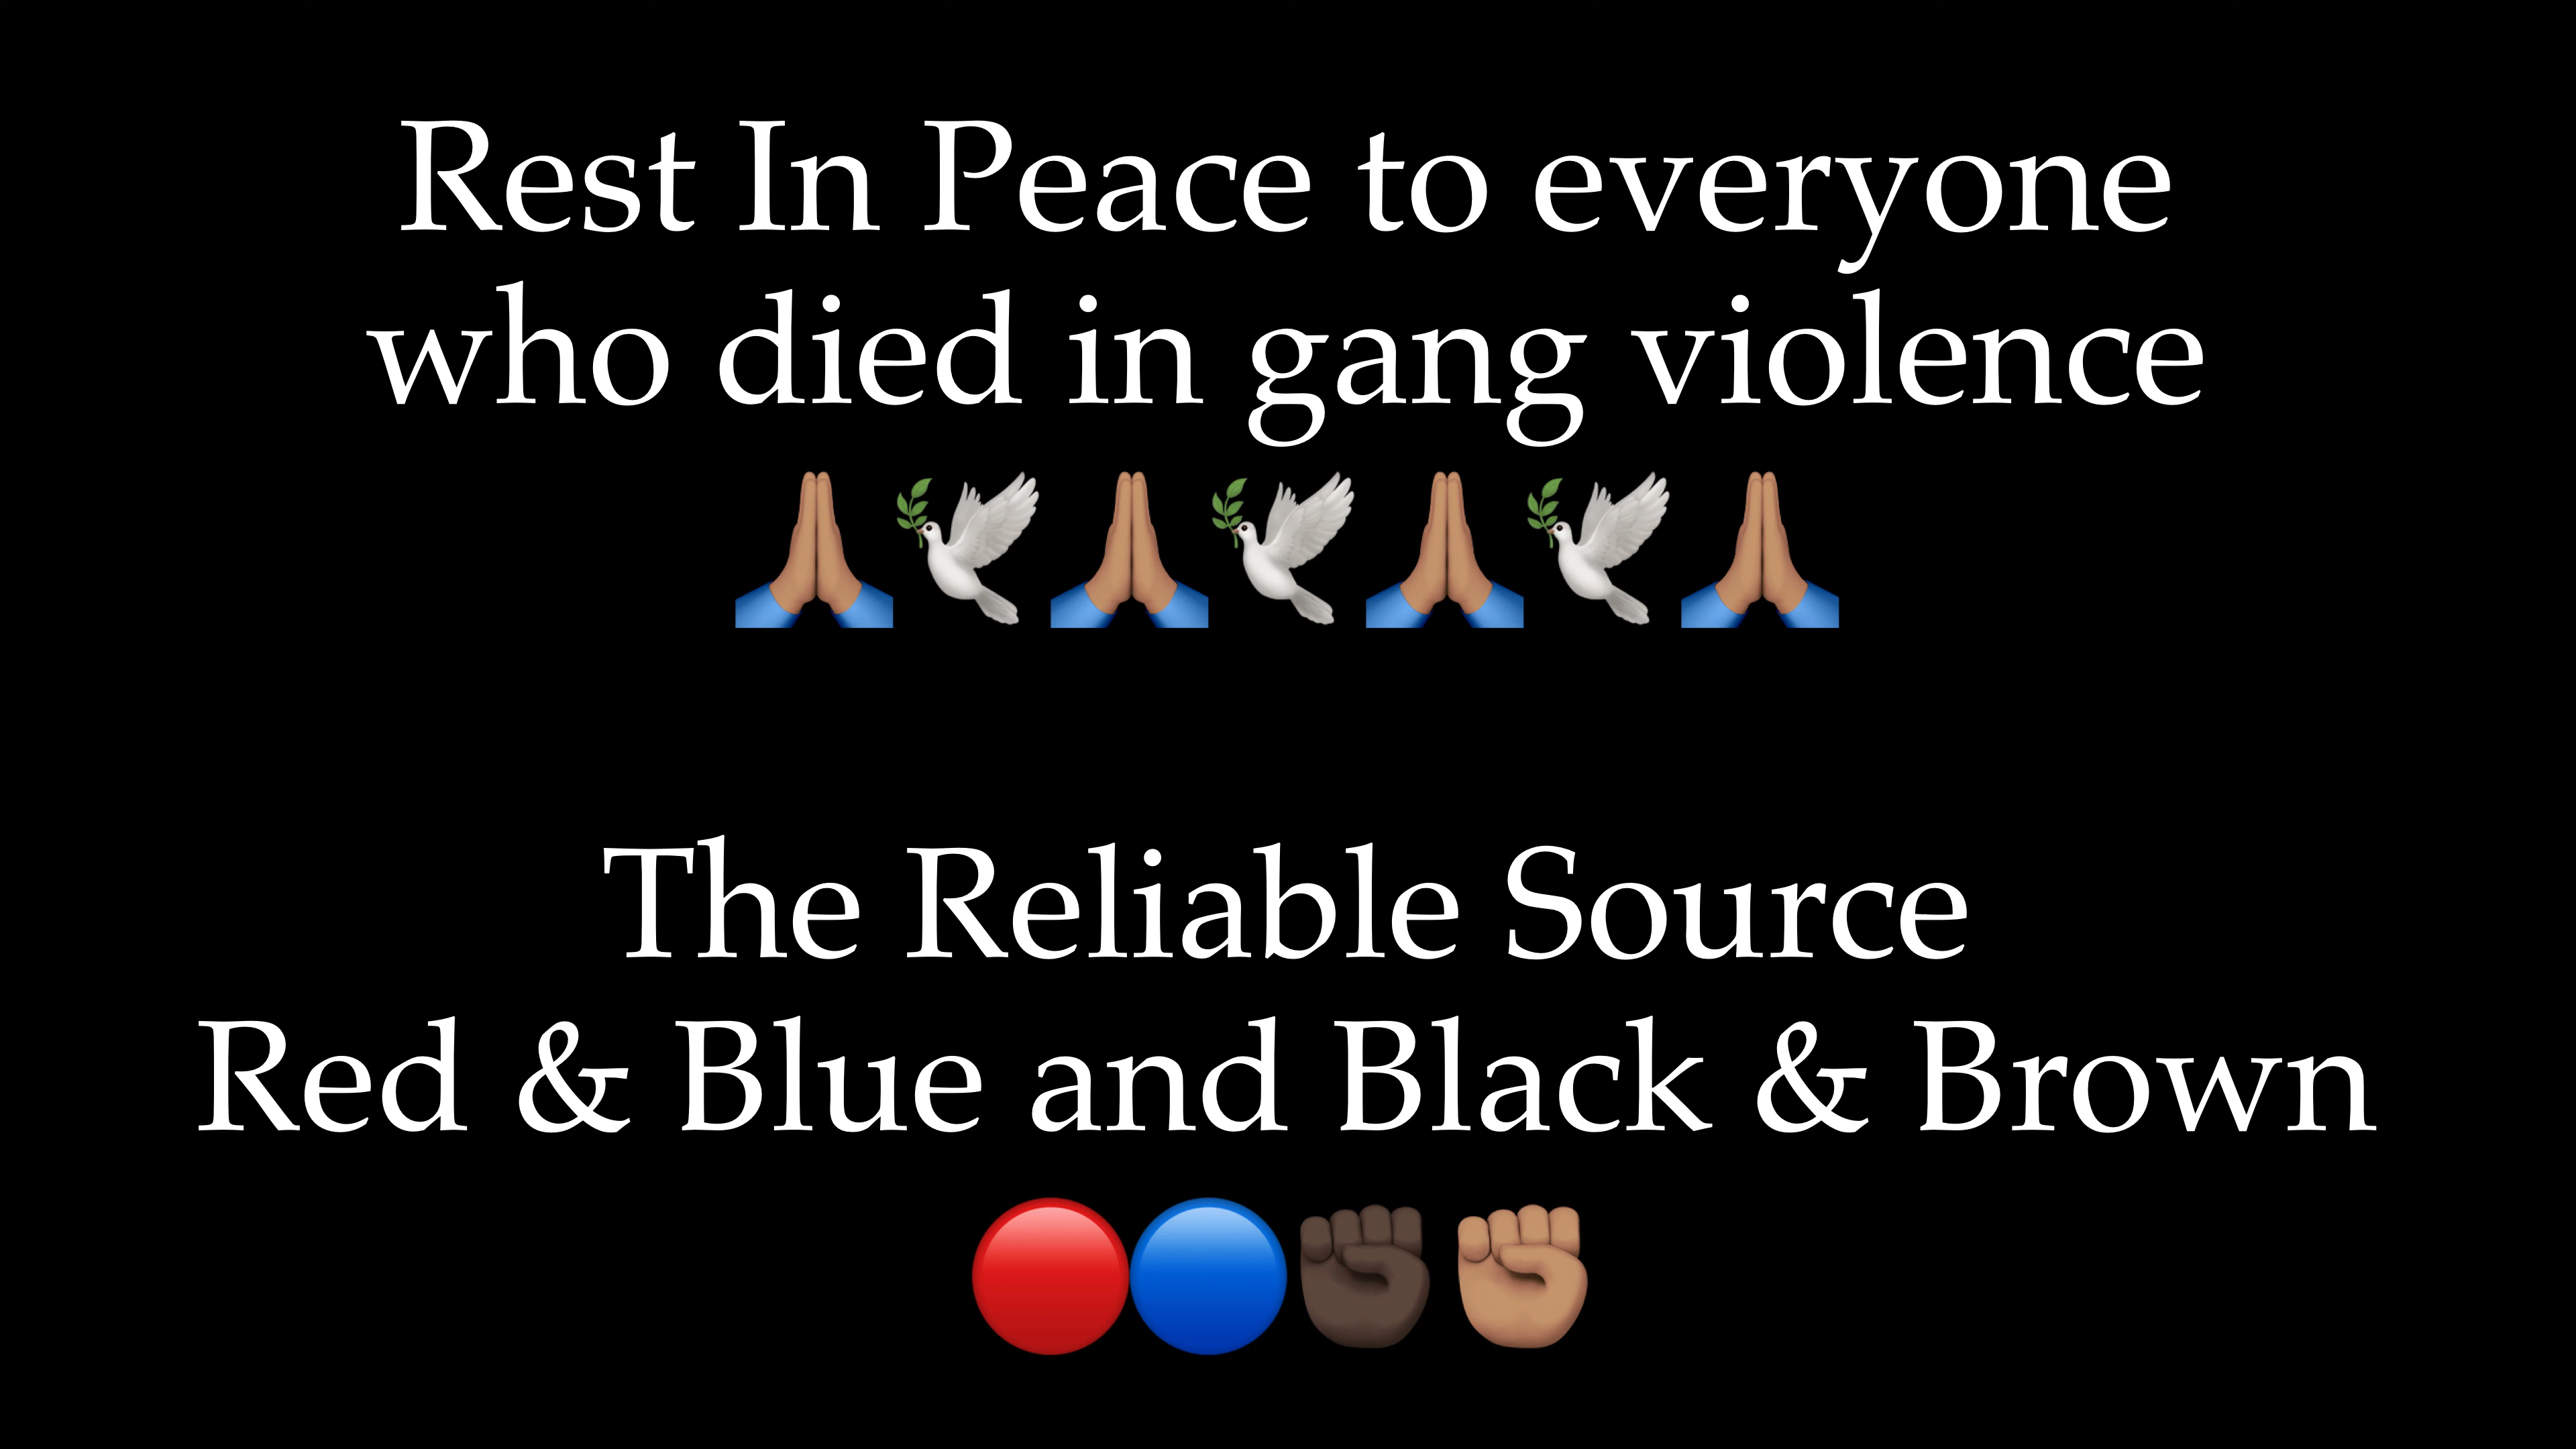 Rest In Peace to everyone
who died in gang violence
🙏🏽🕊️🙏🏽🕊️🙏🏽🕊️🙏🏽
The Reliable Source
Red & Blue and Black & Brown
🔴🔵✊🏿✊🏽